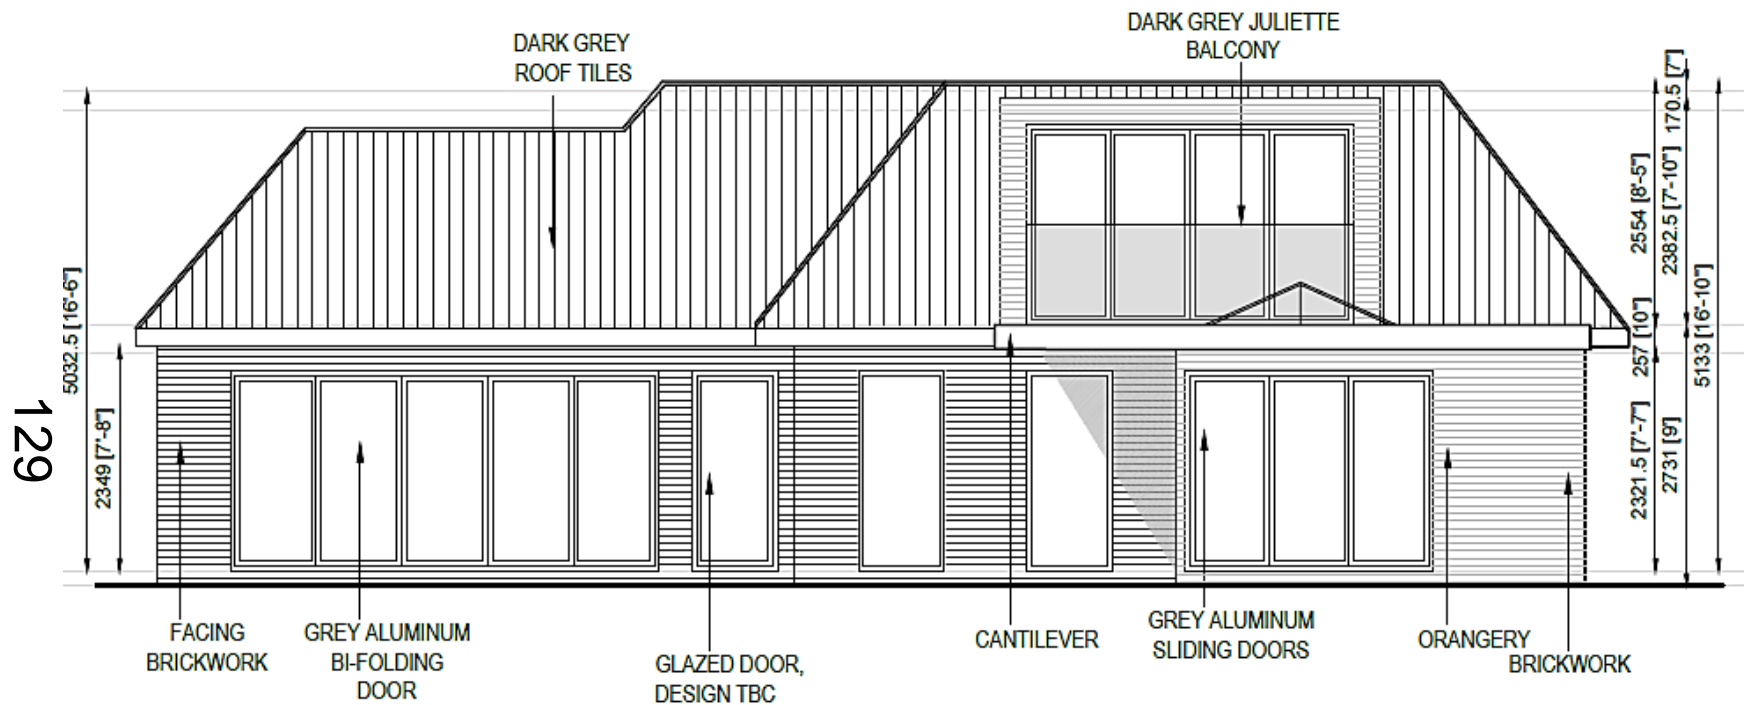 DARK GREY JULIETTE
BALCONY
DARK GREY
ROOF TILES
5032.5 [16'-6"]
2349 [7'-8"]
170.5 [7"]
2554 [8'-5"]
2382.5 [7'-10"]
257 [10"]
5133 [16'-10"]
2321.5 [7'-7"]
2731 [9']
129
FACING
BRICKWORK
GREY ALUMINUM
BI-FOLDING
DOOR
GLAZED DOOR,
DESIGN TBC
CANTILEVER
GREY ALUMINUM
SLIDING DOORS
ORANGERY
BRICKWORK